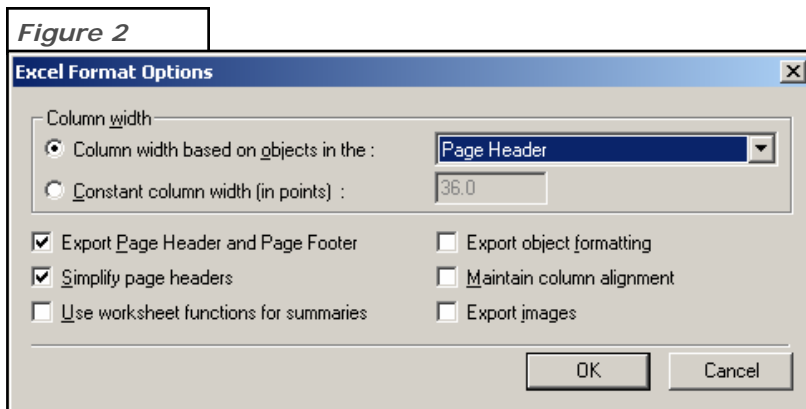 Figure 2
Excel Format Options
Column width
Column width based on objects in the :
Page Header
Constant column width (in points) :
36.0
Export Page Header and Page Footer
Export object formatting
Simplify page headers
Maintain column alignment
Use worksheet functions for summaries
Export images
OK
Cancel